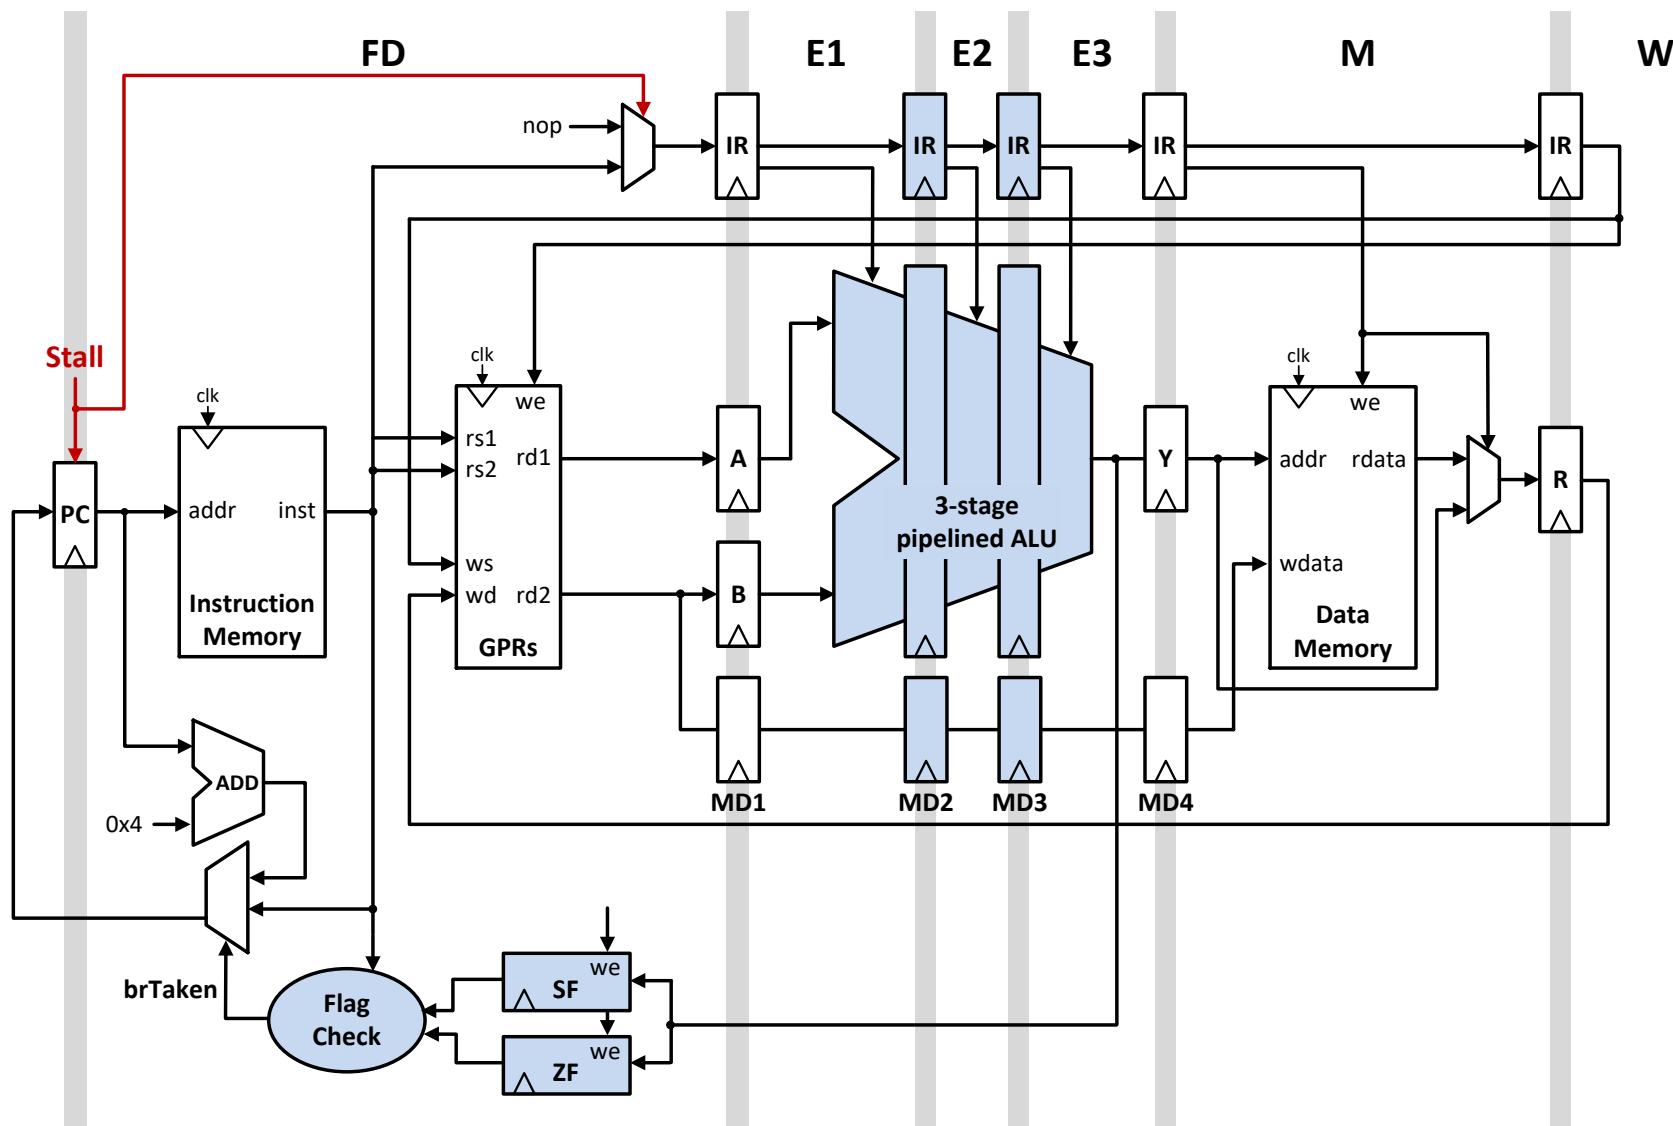 FD
E1
E2
E3
M
W
nop
IR
IR
IR
IR
IR
Stall
clk
clk
clk
we
we
rs1
rs2
rd1
A
Y
addr
rdata
R
PC
addr
inst
3-stage
pipelined ALU
ws
wd
rd2
B
wdata
Instruction
Memory
GPRs
Data
Memory
ADD
0x4
MD1
MD2
MD3
MD4
brTaken
Flag
Check
we
SF
we
ZF